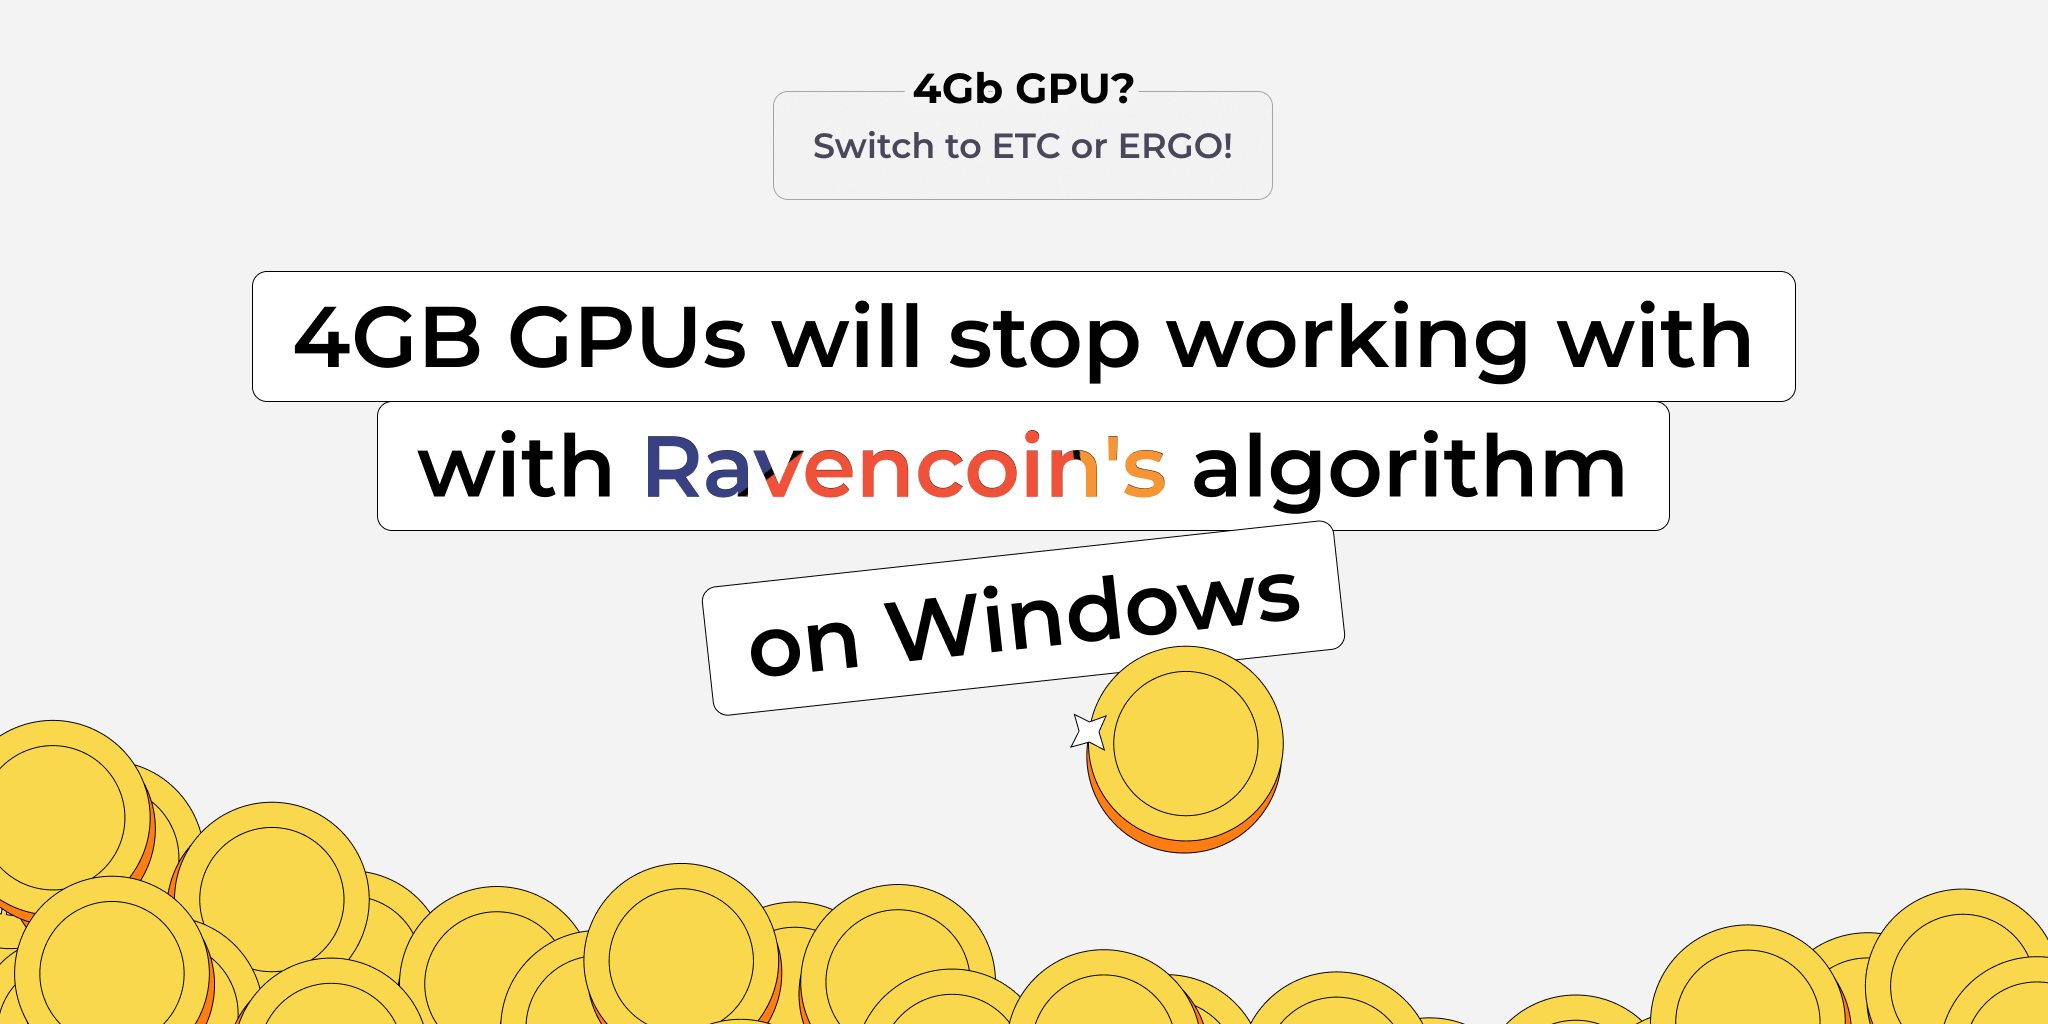 4Gb GPU?
Switch to ETC or ERGO!
4GB GPUs will stop working with
with Ravencoin's algorithm
on Windows